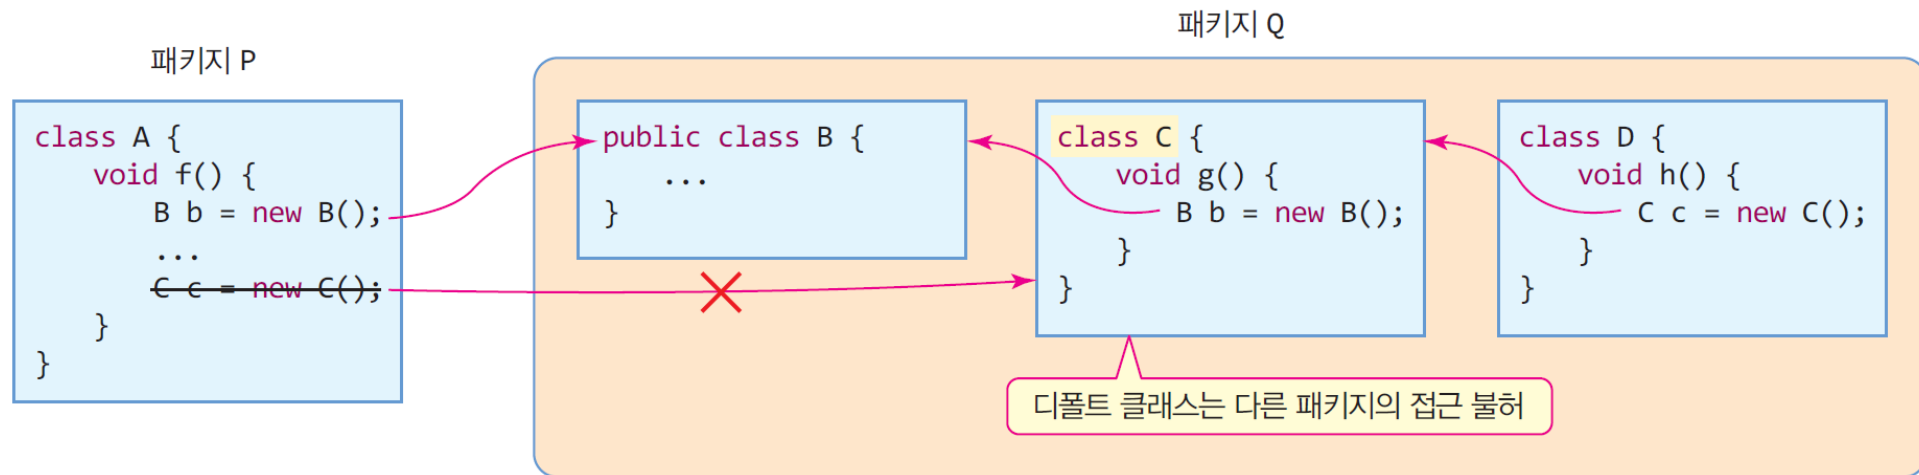 패키지 P
class A {
void f() {
B b = new B();
...
C c = new C();
}
}
패키지 Q
public class B {
...
}
class C {
void g() {
B b = new B();
}
}
class D {
void h() {
C c = new C();
}
}
디폴트 클래스는 다른 패키지의 접근 불허